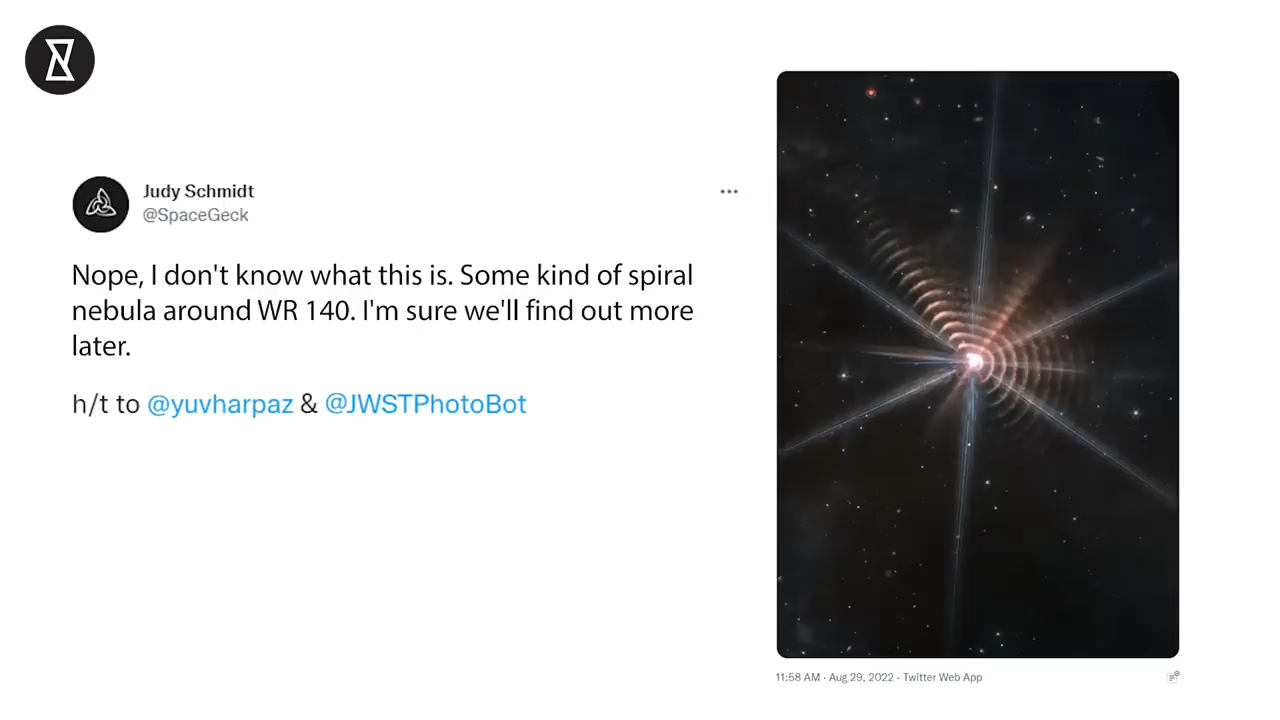 Judy Schmidt
@SpaceGeck
Nope, I don't know what this is. Some kind of spiral
nebula around WR 140. I'm sure we'll find out more
later.
h/t to @yuvharpaz & @JWSTPhotoBot
11:58 AM · Aug 29, 2022 · Twitter Web App